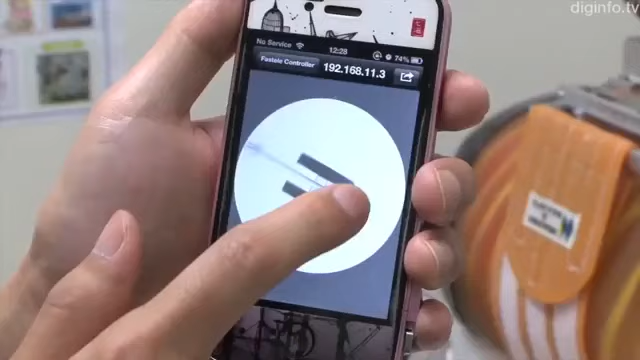 diginfo.tv
No Service 12:28 74%
Fastele Controller 192.168.11.3